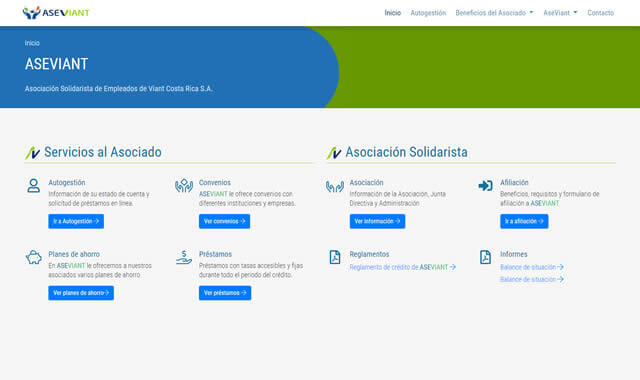 ASEVIANT
Inicio
Autogestión
Beneficios del Asociado
AseViant
Contacto
Inicio
ASEVIANT
Asociación Solidarista de Empleados de Viant Costa Rica S.A.
Servicios al Asociado
Autogestión
Información de su estado de cuenta y
solicitud de préstamos en línea.
Ir a Autogestión
Convenios
ASEVIANT le ofrece convenios con
diferentes instituciones y empresas.
Ver convenios
Planes de ahorro
En ASEVIANT le ofrecemos a nuestros
asociados varios planes de ahorro.
Ver planes de ahorro
Préstamos
Préstamos con tasas accesibles y fijas
durante todo el periodo del crédito.
Ver préstamos
Asociación Solidarista
Asociación
Información de la Asociación, Junta
Directiva y Administración
Ver información
Afiliación
Beneficios, requisitos y formulario de
afiliación a ASEVIANT
Ir a afiliación
Reglamentos
Reglamento de crédito de ASEVIANT
Informes
Balance de situación
Balance de situación